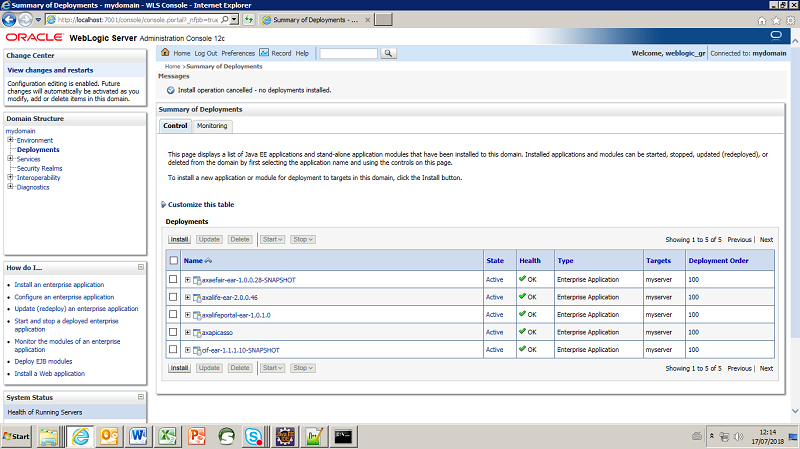 Summary of Deployments - mydomain - WLS Console - Internet Explorer
http://localhost:7001/console/console.portal?_nfpb=true
Summary of Deployments - ...
ORACLE WebLogic Server Administration Console 12c
Change Center
View changes and restarts
Configuration editing is enabled. Future
changes will automatically be activated as you
modify, add or delete items in this domain.
Domain Structure
mydomain
Environment
Deployments
Services
Security Realms
Interoperability
Diagnostics
How do I...
Install an enterprise application
Configure an enterprise application
Update (redeploy) an enterprise application
Start and stop a deployed enterprise
application
Monitor the modules of an enterprise
application
Deploy EJB modules
Install a Web application
System Status
Health of Running Servers
Home Log Out Preferences Record Help
Welcome, weblogic_gr Connected to: mydomain
Home >Summary of Deployments
Messages
Install operation cancelled - no deployments installed.
Summary of Deployments
Control Monitoring
This page displays a list of Java EE applications and stand-alone application modules that have been installed to this domain. Installed applications and modules can be started, stopped, updated (redeployed), or
deleted from the domain by first selecting the application name and using the controls on this page.
To install a new application or module for deployment to targets in this domain, click the Install button.
Customize this table
Deployments
Install Update Delete Start Stop Showing 1 to 5 of 5 Previous | Next
Name State Health Type Targets Deployment Order
axaefair-ear-1.0.0.28-SNAPSHOT Active OK Enterprise Application myserver 100
axalife-ear-2.0.0.46 Active OK Enterprise Application myserver 100
axalifeportal-ear-1.0.1.0 Active OK Enterprise Application myserver 100
axapicasso Active OK Enterprise Application myserver 100
cif-ear-1.1.1.10-SNAPSHOT Active OK Enterprise Application myserver 100
Install Update Delete Start Stop Showing 1 to 5 of 5 Previous | Next
Start
12:14
17/07/2018